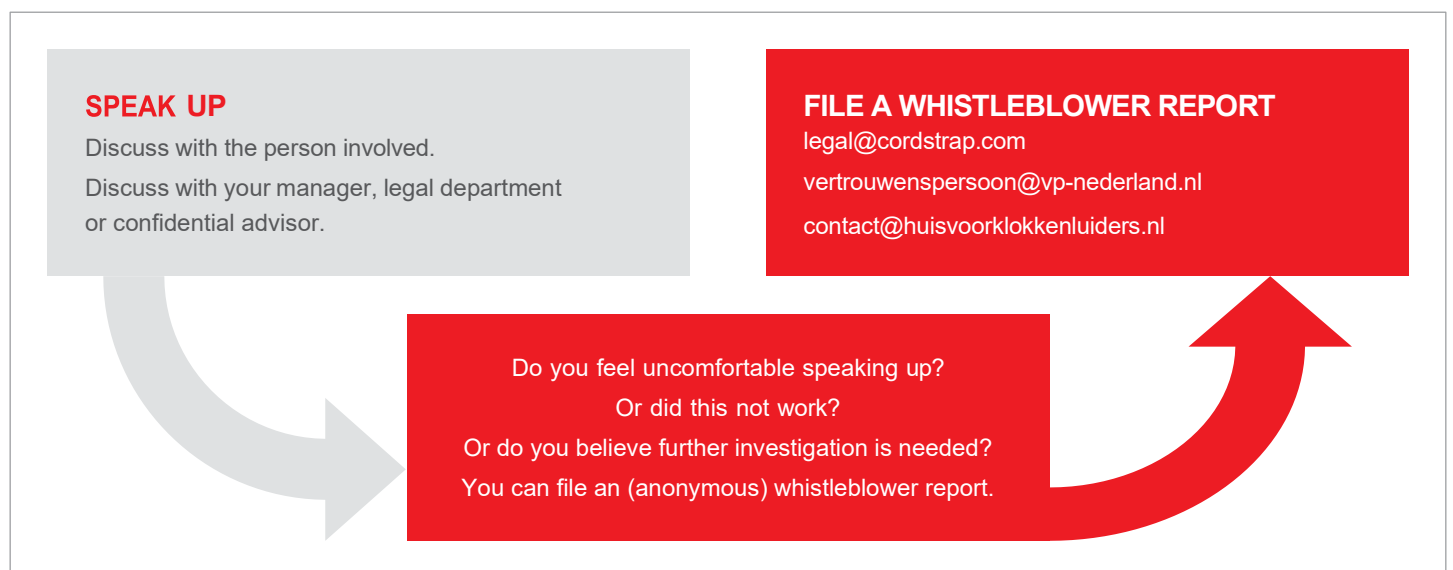 SPEAK UP
Discuss with the person involved.
Discuss with your manager, legal department
or confidential advisor.
Do you feel uncomfortable speaking up?
Or did this not work?
Or do you believe further investigation is needed?
You can file an (anonymous) whistleblower report.
FILE A WHISTLEBLOWER REPORT
legal@cordstrap.com
vertrouwenspersoon@vp-nederland.nl
contact@huisvoorklokkenluiders.nl